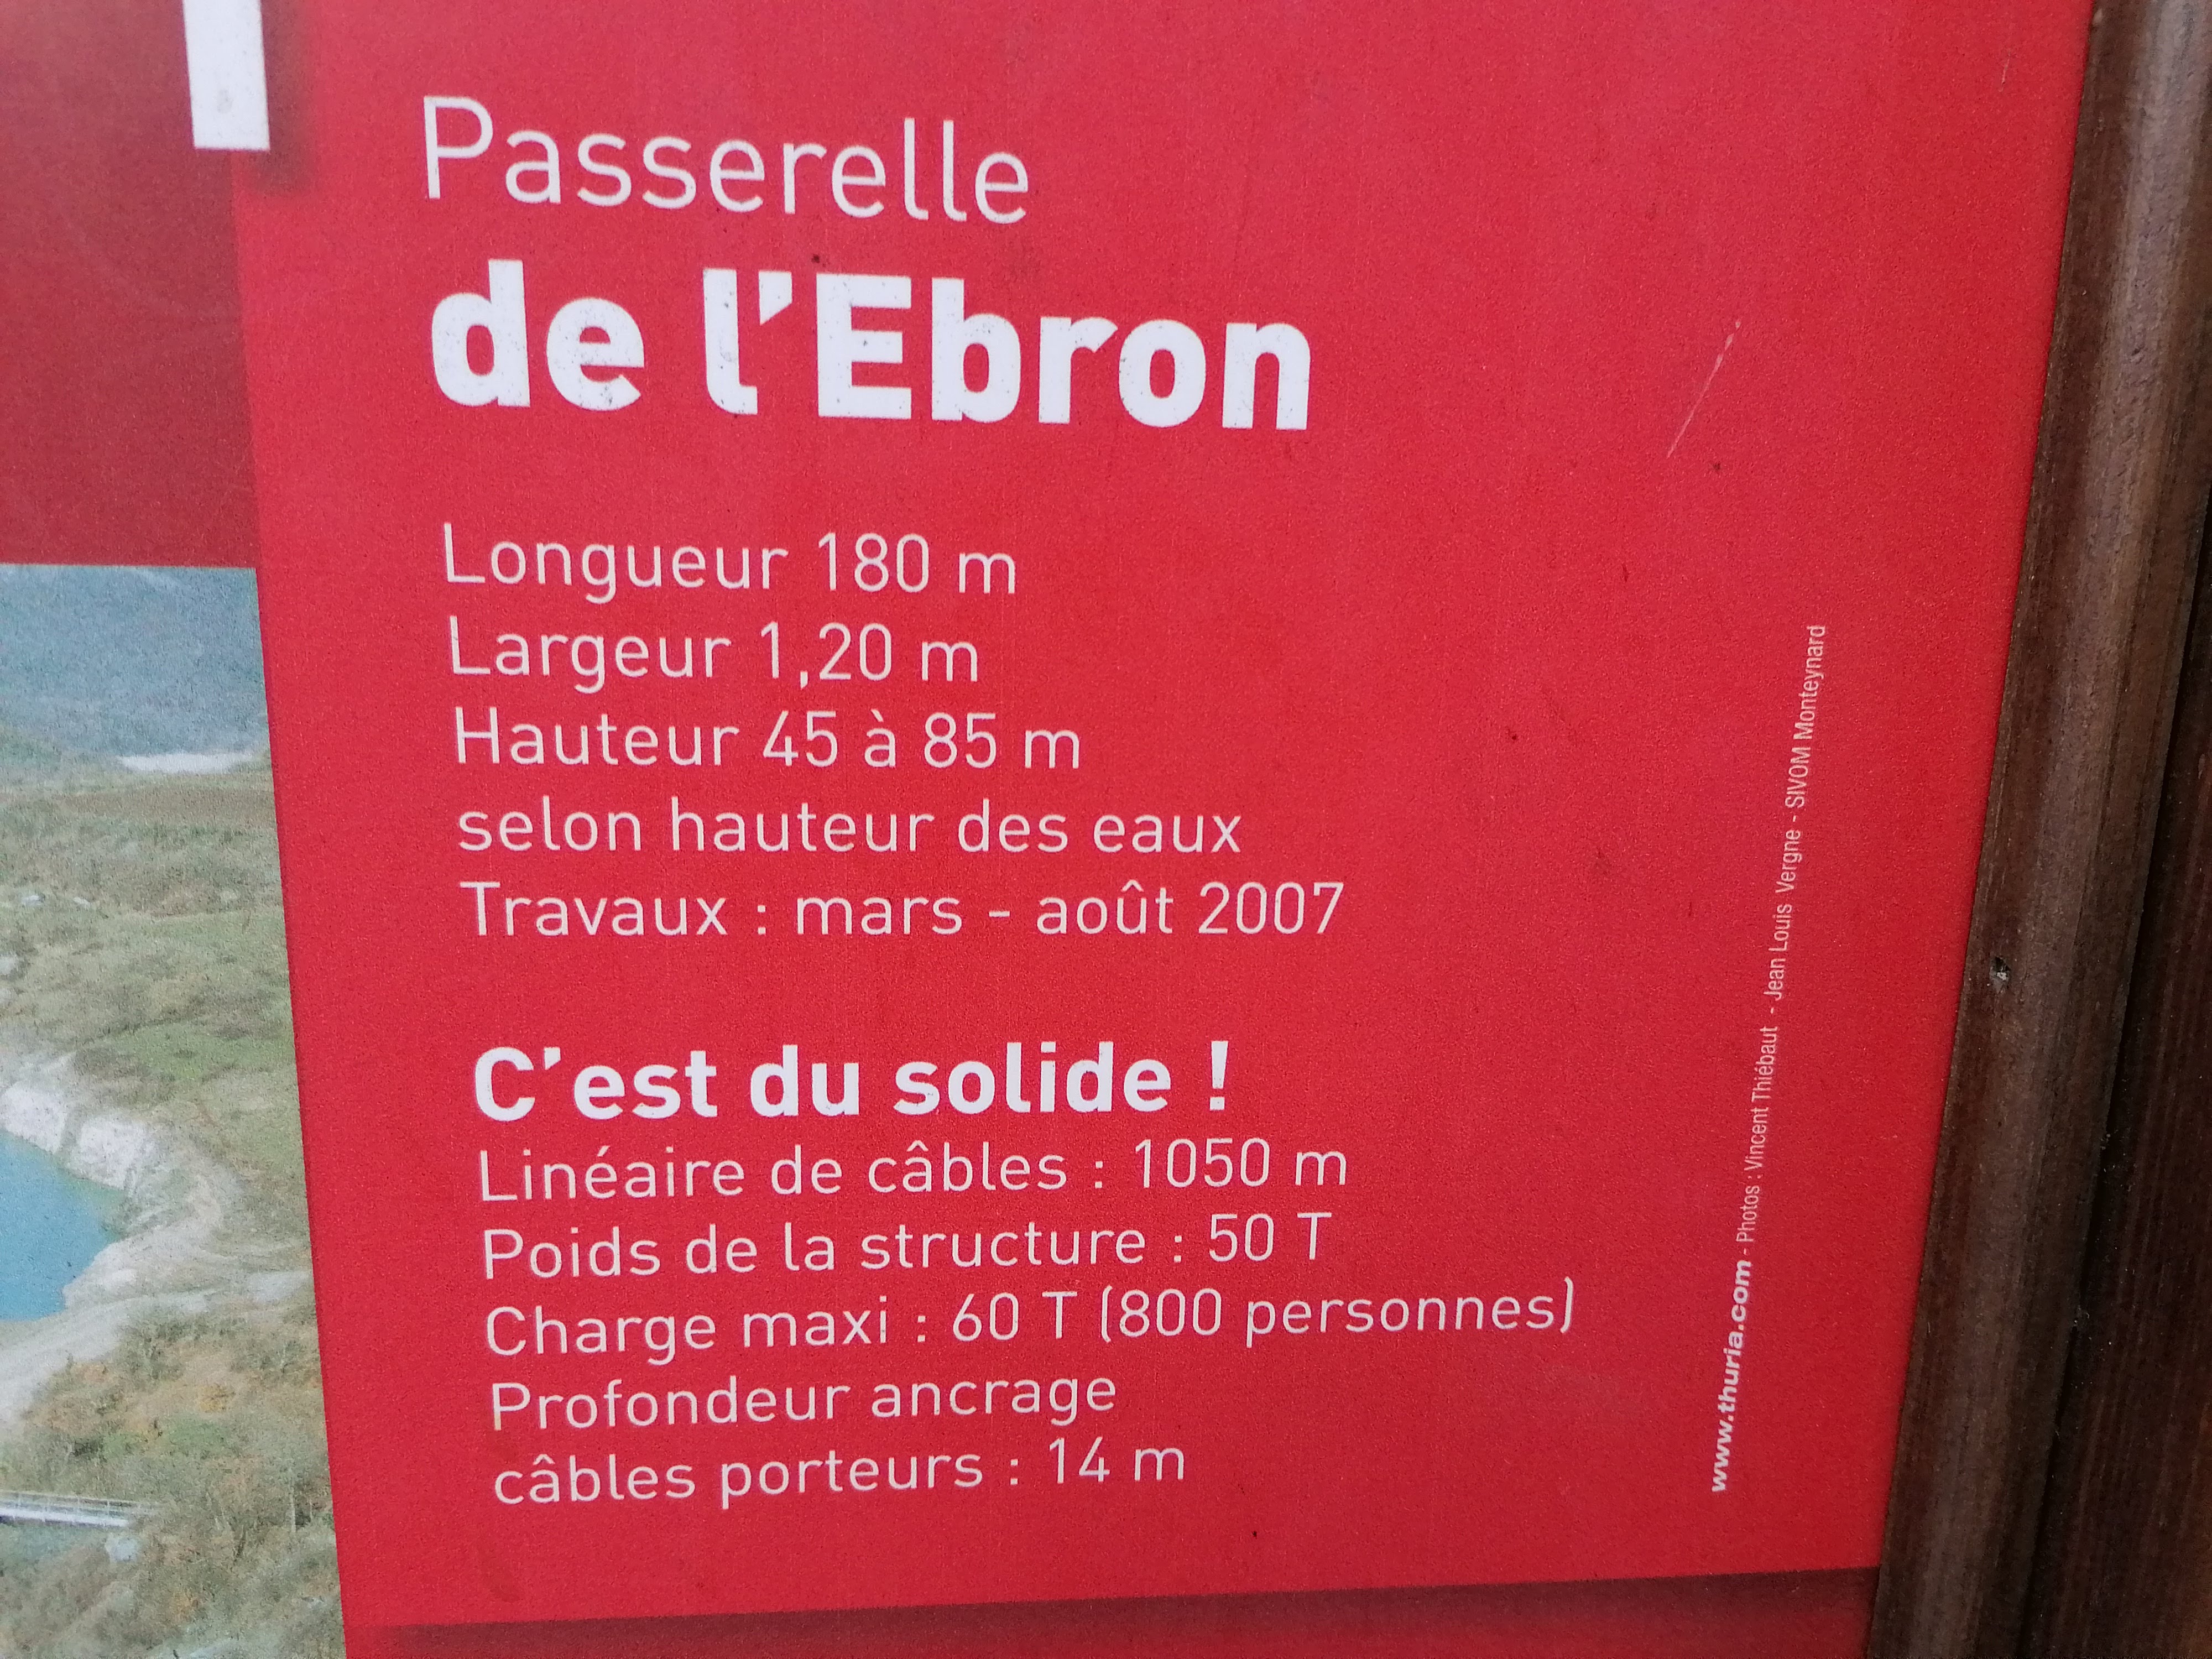 Passerelle
de l'Ebron
Longueur 180 m
Largeur 1,20 m
Hauteur 45 à 85 m
selon hauteur des eaux
Travaux : mars - août 2007
C'est du solide !
Linéaire de câbles : 1050 m
Poids de la structure : 50 T
Charge maxi : 60 T (800 personnes)
Profondeur ancrage
câbles porteurs : 14 m
www.thuria.com - Photos : Vincent Thiébaut - Jean Louis Vergne - SIVOM Monteynard